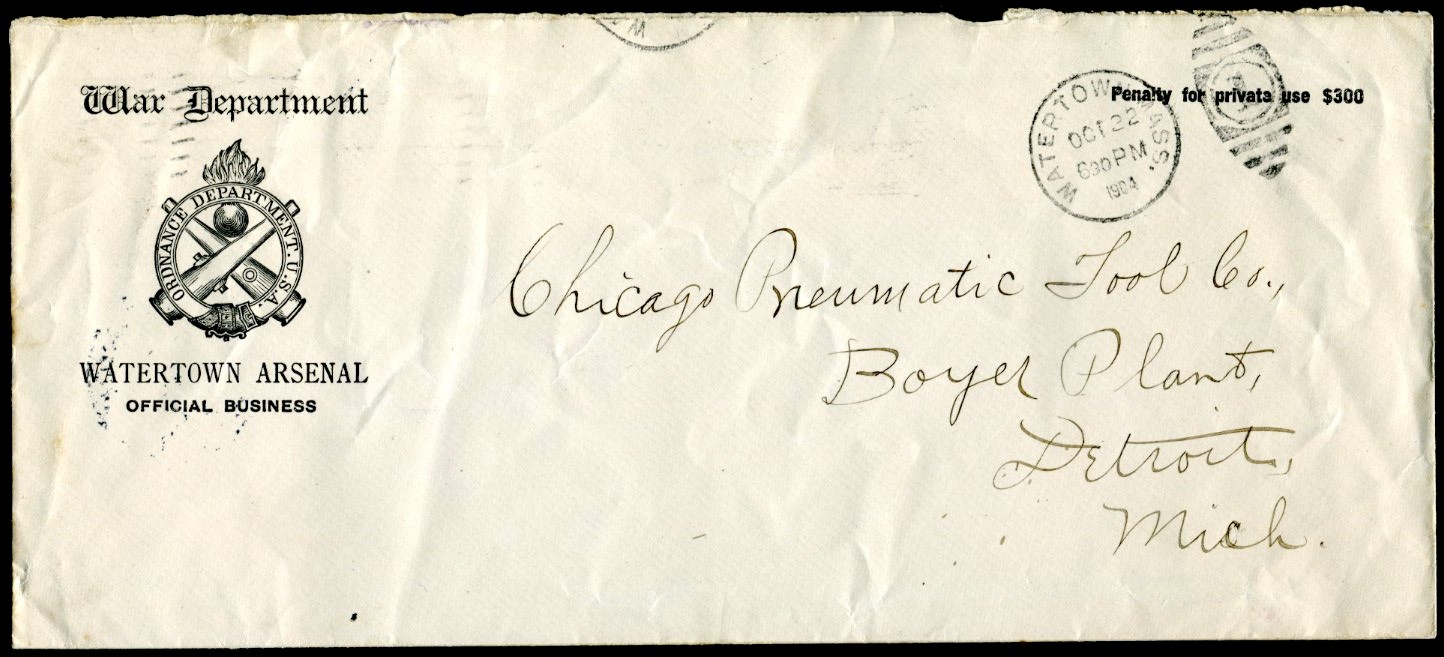 War Department
ORDNANCE DEPARTMENT. U.S.A.
WATERTOWN ARSENAL
OFFICIAL BUSINESS
Penalty for private use $300
WATERTOWN MASS.
OCT 22
630 PM
1904
Chicago Pneumatic Tool Co.,
Boyer Plant,
Detroit,
Mich.